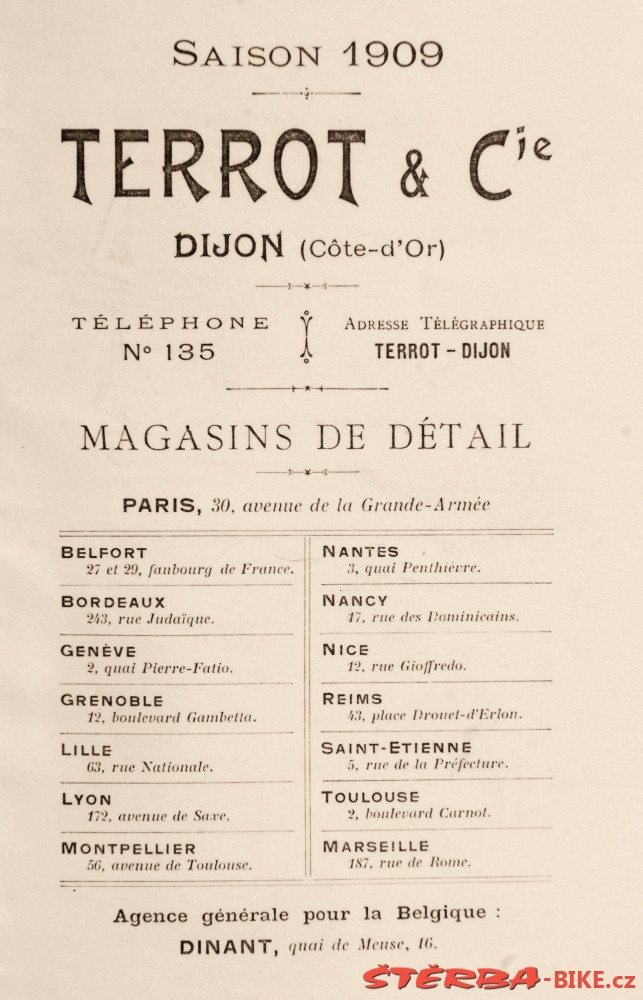 SAISON 1909
TERROT & Cie
DIJON (Côte-d'Or)
TÉLÉPHONE
No 135
ADRESSE TÉLÉGRAPHIQUE
TERROT - DIJON
MAGASINS DE DÉTAIL
PARIS, 30, avenue de la Grande-Armée
BELFORT
27 et 29, faubourg de France.
BORDEAUX
243, rue Judaïque.
GENÈVE
2, quai Pierre-Fatio.
GRENOBLE
12, boulevard Gambetta.
LILLE
63, rue Nationale.
LYON
172, avenue de Saxe.
MONTPELLIER
56, avenue de Toulouse.
NANTES
3, quai Penthièvre.
NANCY
17, rue des Dominicains.
NICE
12, rue Gioffredo.
REIMS
43, place Drouet-d'Erlon.
SAINT-ETIENNE
5, rue de la Préfecture.
TOULOUSE
2, boulevard Carnot.
MARSEILLE
187, rue de Rome.
Agence générale pour la Belgique :
DINANT, quai de Meuse, 16.
ŠTĚRBA-BIKE.cz